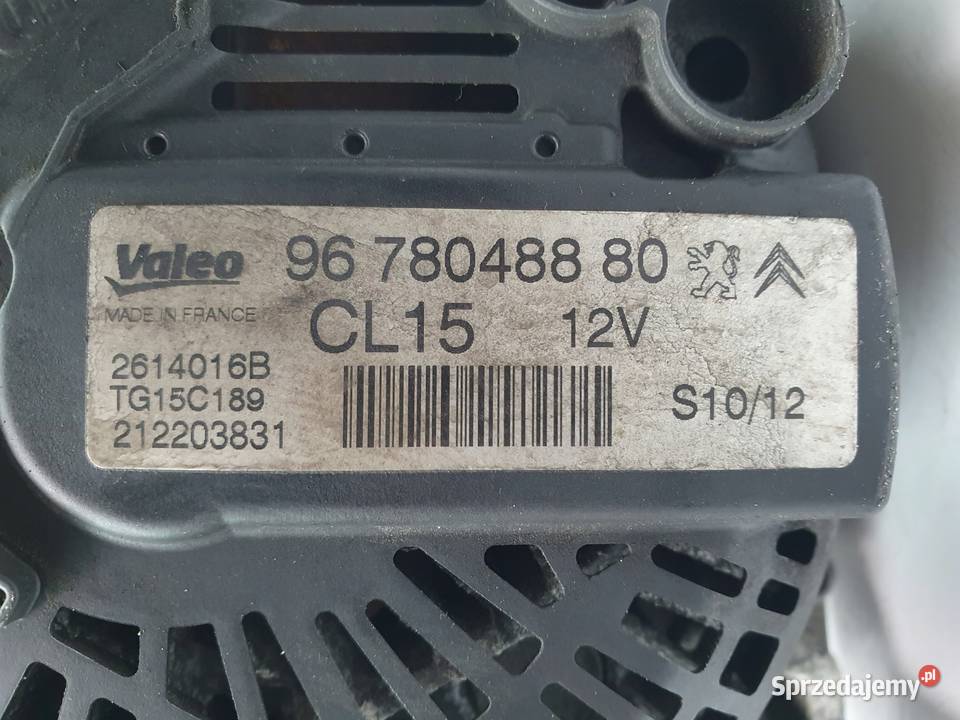 Valeo 96 780488 80
MADE IN FRANCE CL15 12V
2614016B
TG15C189 S10/12
212203831
Sprzedajemy.pl